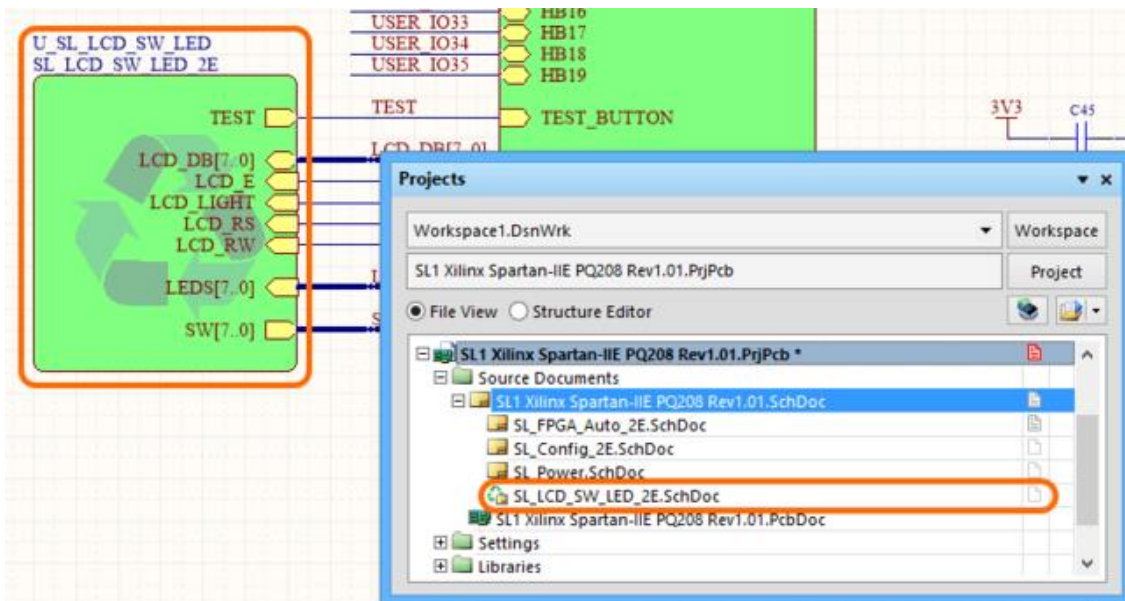 USER_IO33
USER_IO34
USER_IO35
HB16
HB17
HB18
HB19
U_SL_LCD_SW_LED
SL_LCD_SW_LED_2E
TEST
LCD_DB[7..0]
LCD_E
LCD_LIGHT
LCD_RS
LCD_RW
LEDS[7..0]
SW[7..0]
TEST
TEST_BUTTON
LCD_DB[7..0]
3V3
C45
Projects
Workspace1.DsnWrk
Workspace
SL1 Xilinx Spartan-IIE PQ208 Rev1.01.PrjPcb
Project
File View
Structure Editor
SL1 Xilinx Spartan-IIE PQ208 Rev1.01.PrjPcb *
Source Documents
SL1 Xilinx Spartan-IIE PQ208 Rev1.01.SchDoc
SL_FPGA_Auto_2E.SchDoc
SL_Config_2E.SchDoc
SL_Power.SchDoc
SL_LCD_SW_LED_2E.SchDoc
SL1 Xilinx Spartan-IIE PQ208 Rev1.01.PcbDoc
Settings
Libraries